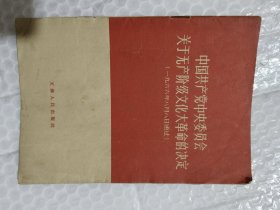 中国共产党中央委员会
关于无产阶级文化大革命的决定
(一九六六年八月八日通过)